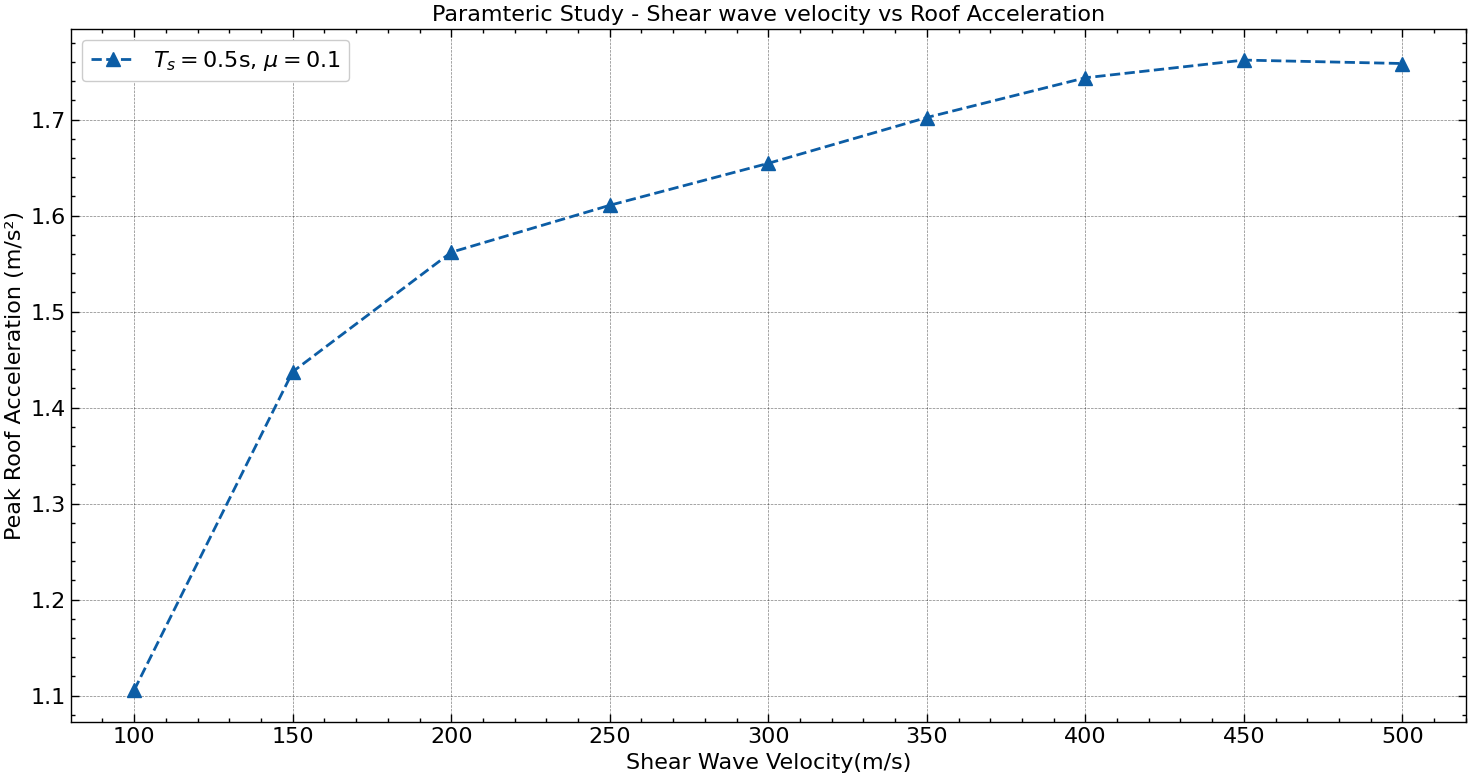 Paramteric Study - Shear wave velocity vs Roof Acceleration
Tₛ = 0.5s, μ = 0.1
Peak Roof Acceleration (m/s²)
1.7
1.6
1.5
1.4
1.3
1.2
1.1
100 150 200 250 300 350 400 450 500
Shear Wave Velocity(m/s)